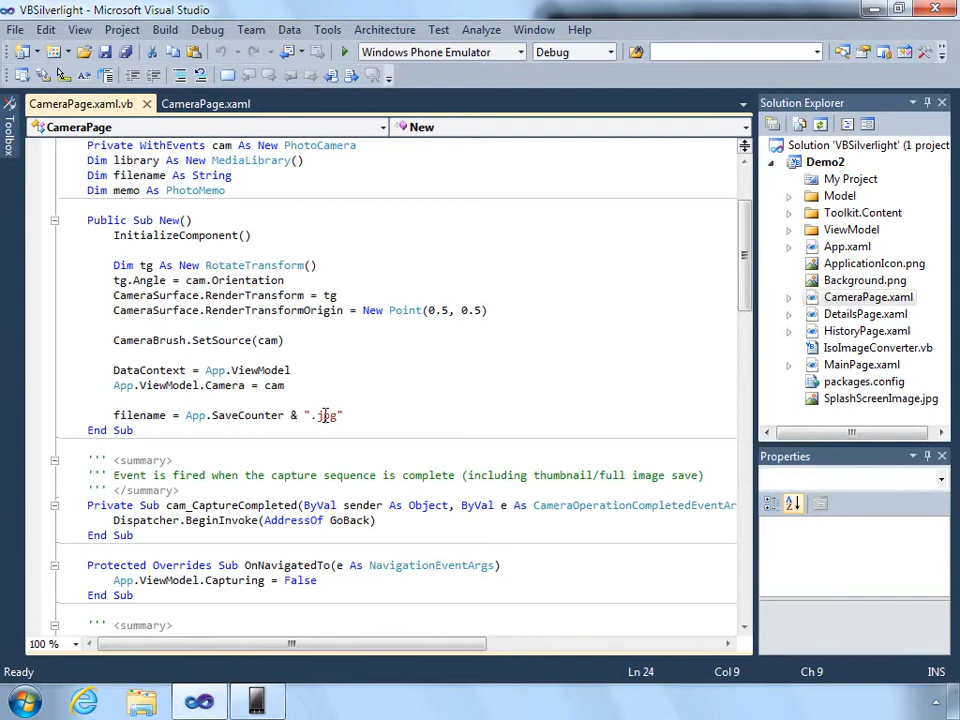 VBSilverlight - Microsoft Visual Studio
File Edit View Project Build Debug Team Data Tools Architecture Test Analyze Window Help
Windows Phone Emulator Debug
CameraPage.xaml.vb CameraPage.xaml
Toolbox
CameraPage New
Private WithEvents cam As New PhotoCamera
Dim library As New MediaLibrary()
Dim filename As String
Dim memo As PhotoMemo
Public Sub New()
InitializeComponent()
Dim tg As New RotateTransform()
tg.Angle = cam.Orientation
CameraSurface.RenderTransform = tg
CameraSurface.RenderTransformOrigin = New Point(0.5, 0.5)
CameraBrush.SetSource(cam)
DataContext = App.ViewModel
App.ViewModel.Camera = cam
filename = App.SaveCounter & ".jpg"
End Sub
''' <summary>
''' Event is fired when the capture sequence is complete (including thumbnail/full image save)
''' </summary>
Private Sub cam_CaptureCompleted(ByVal sender As Object, ByVal e As CameraOperationCompletedEventAr
Dispatcher.BeginInvoke(AddressOf GoBack)
End Sub
Protected Overrides Sub OnNavigatedTo(e As NavigationEventArgs)
App.ViewModel.Capturing = False
End Sub
''' <summary>
100 %
Solution Explorer
Solution 'VBSilverlight' (1 project
Demo2
My Project
Model
Toolkit.Content
ViewModel
App.xaml
ApplicationIcon.png
Background.png
CameraPage.xaml
DetailsPage.xaml
HistoryPage.xaml
IsoImageConverter.vb
MainPage.xaml
packages.config
SplashScreenImage.jpg
Properties
Ready Ln 24 Col 9 Ch 9 INS